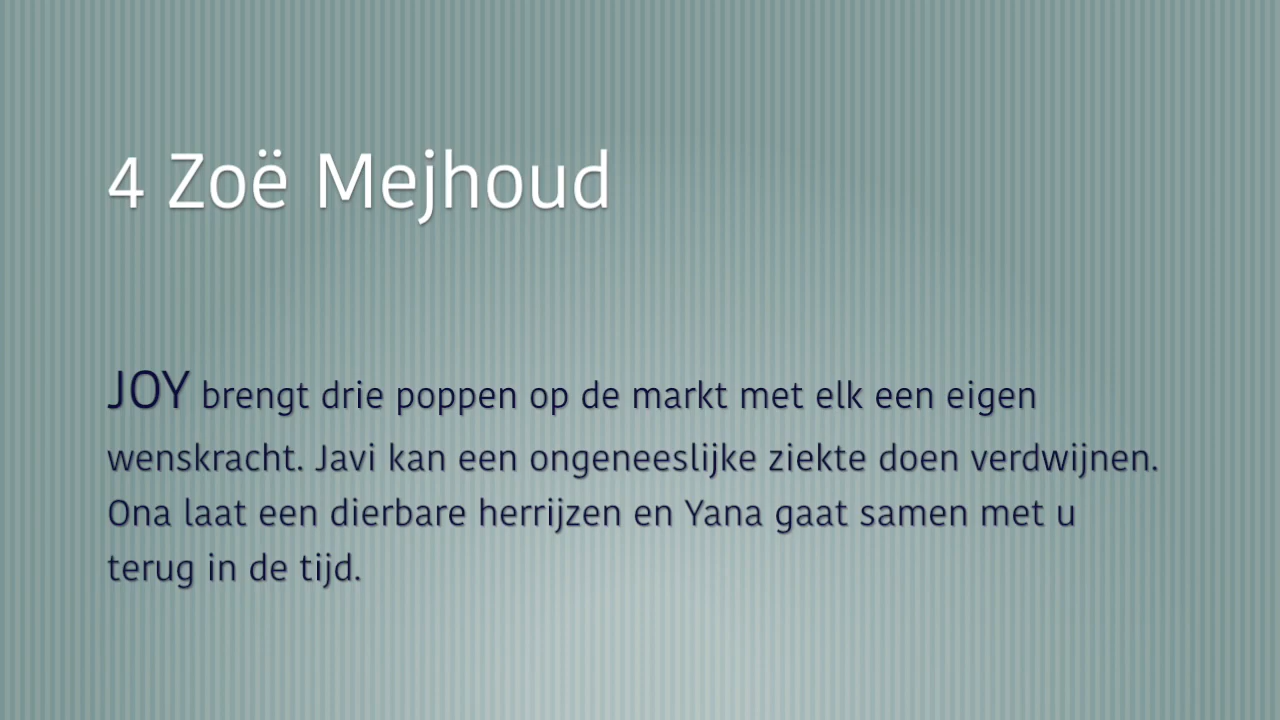 4 Zoë Mejhoud
JOY brengt drie poppen op de markt met elk een eigen
wenskracht. Javi kan een ongeneeslijke ziekte doen verdwijnen.
Ona laat een dierbare herrijzen en Yana gaat samen met u
terug in de tijd.